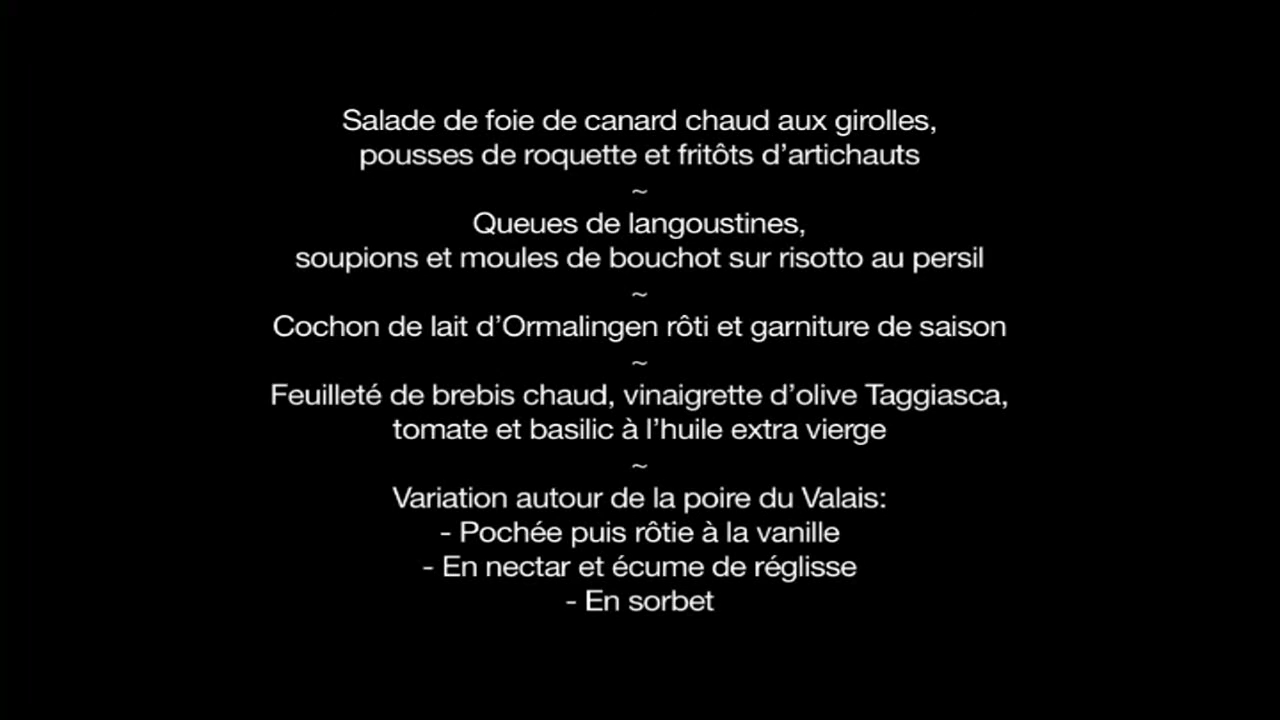 Salade de foie de canard chaud aux girolles,
pousses de roquette et fritôts d’artichauts
~
Queues de langoustines,
soupions et moules de bouchot sur risotto au persil
~
Cochon de lait d’Ormalingen rôti et garniture de saison
~
Feuilleté de brebis chaud, vinaigrette d’olive Taggiasca,
tomate et basilic à l’huile extra vierge
~
Variation autour de la poire du Valais:
- Pochée puis rôtie à la vanille
- En nectar et écume de réglisse
- En sorbet